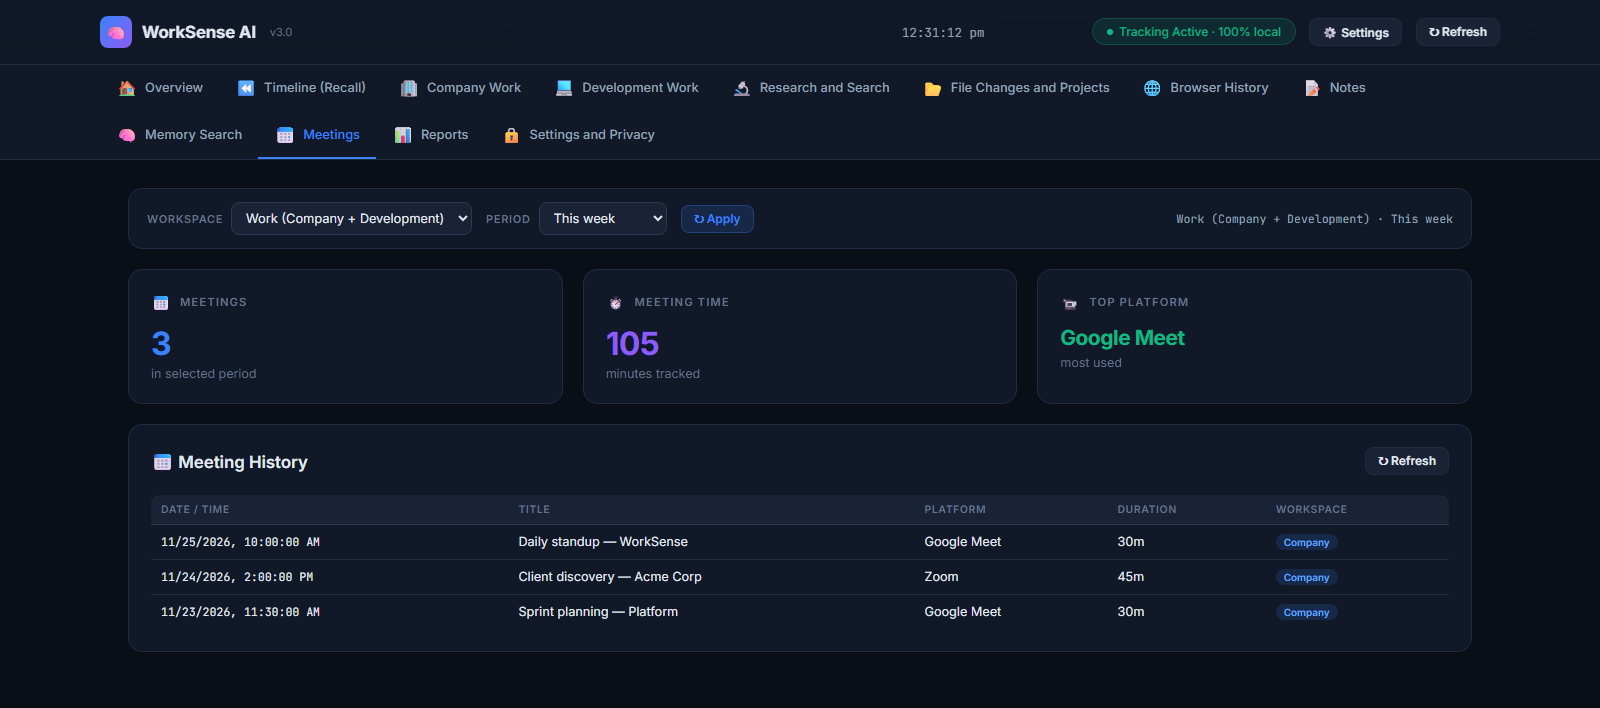 WorkSense AI v3.0
12:31:12 pm
Tracking Active · 100% local
Settings
↻ Refresh
Overview
Timeline (Recall)
Company Work
Development Work
Research and Search
File Changes and Projects
Browser History
Notes
Memory Search
Meetings
Reports
Settings and Privacy
WORKSPACE Work (Company + Development) PERIOD This week ↻ Apply
Work (Company + Development) · This week
MEETINGS
3
in selected period
MEETING TIME
105
minutes tracked
TOP PLATFORM
Google Meet
most used
Meeting History
↻ Refresh
DATE / TIME TITLE PLATFORM DURATION WORKSPACE
11/25/2026, 10:00:00 AM Daily standup — WorkSense Google Meet 30m Company
11/24/2026, 2:00:00 PM Client discovery — Acme Corp Zoom 45m Company
11/23/2026, 11:30:00 AM Sprint planning — Platform Google Meet 30m Company